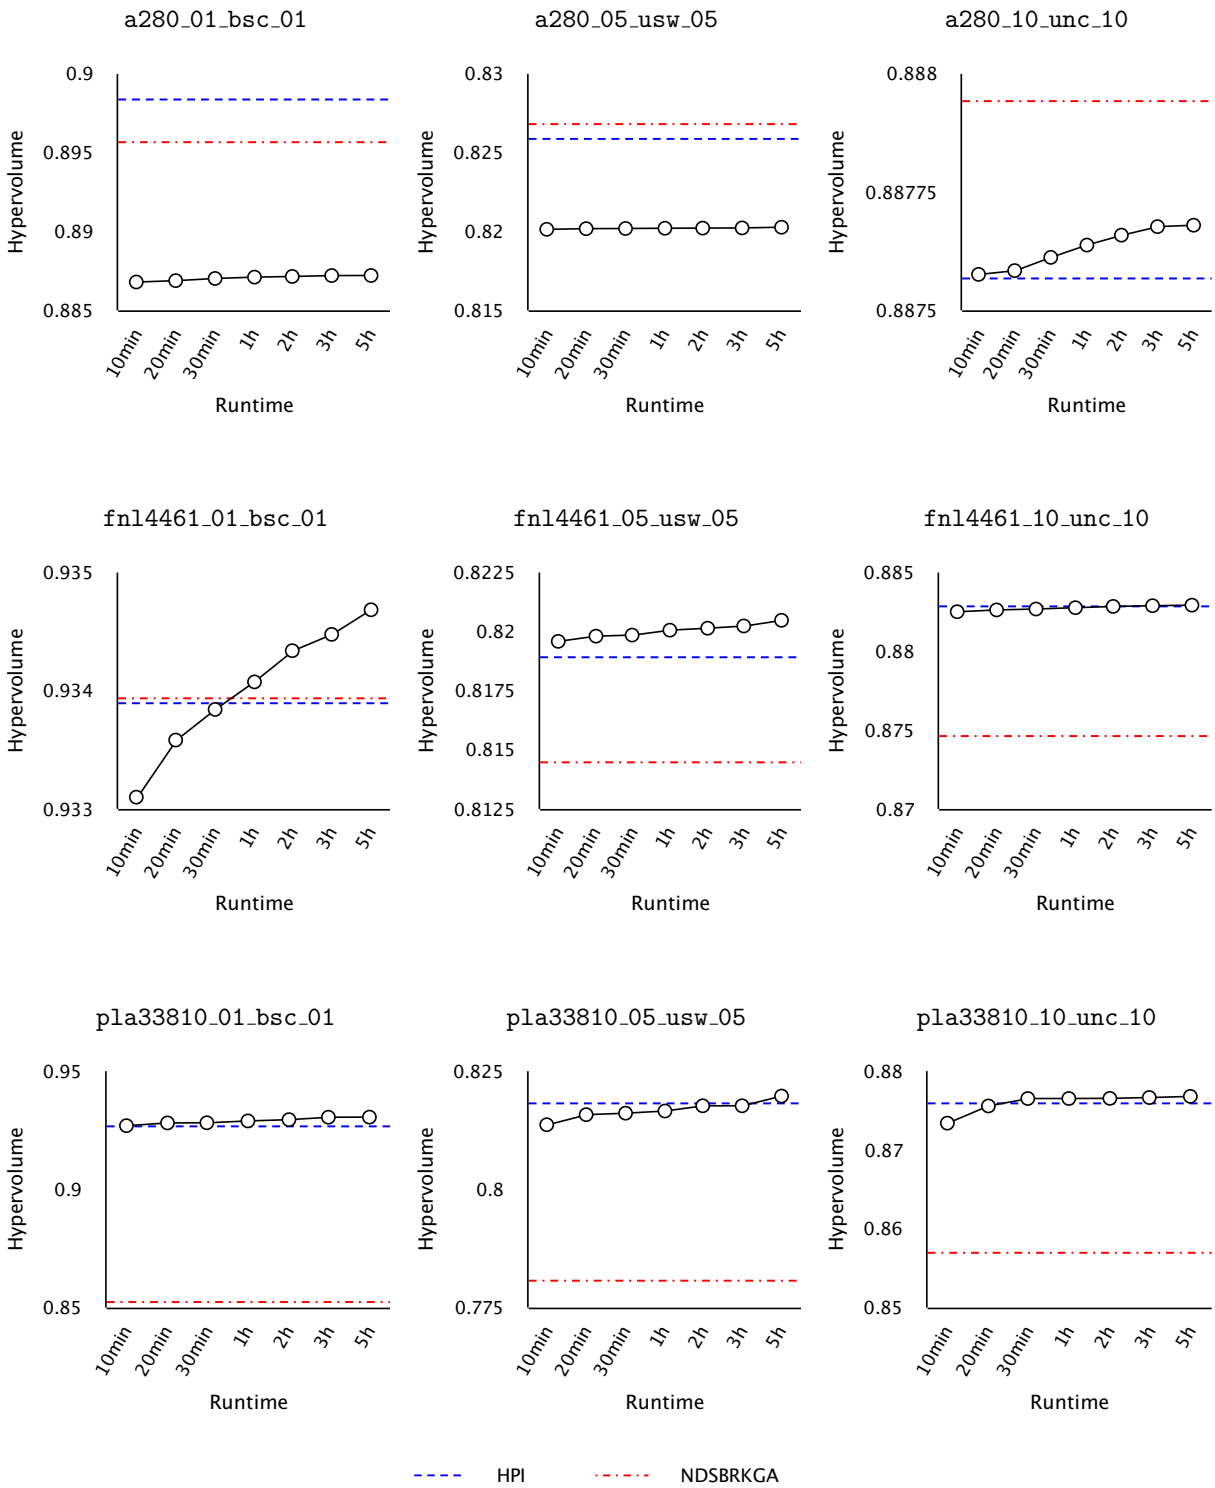 a280_01_bsc_01
0.9
0.895
0.89
0.885
Hypervolume
10min
20min
30min
1h
2h
3h
5h
Runtime
a280_05_usw_05
0.83
0.825
0.82
0.815
Hypervolume
10min
20min
30min
1h
2h
3h
5h
Runtime
a280_10_unc_10
0.888
0.88775
0.8875
Hypervolume
10min
20min
30min
1h
2h
3h
5h
Runtime
fnl4461_01_bsc_01
0.935
0.934
0.933
Hypervolume
10min
20min
30min
1h
2h
3h
5h
Runtime
fnl4461_05_usw_05
0.8225
0.82
0.8175
0.815
0.8125
Hypervolume
10min
20min
30min
1h
2h
3h
5h
Runtime
fnl4461_10_unc_10
0.885
0.88
0.875
0.87
Hypervolume
10min
20min
30min
1h
2h
3h
5h
Runtime
pla33810_01_bsc_01
0.95
0.9
0.85
Hypervolume
10min
20min
30min
1h
2h
3h
5h
Runtime
pla33810_05_usw_05
0.825
0.8
0.775
Hypervolume
10min
20min
30min
1h
2h
3h
5h
Runtime
pla33810_10_unc_10
0.88
0.87
0.86
0.85
Hypervolume
10min
20min
30min
1h
2h
3h
5h
Runtime
HPI
NDSBRKGA